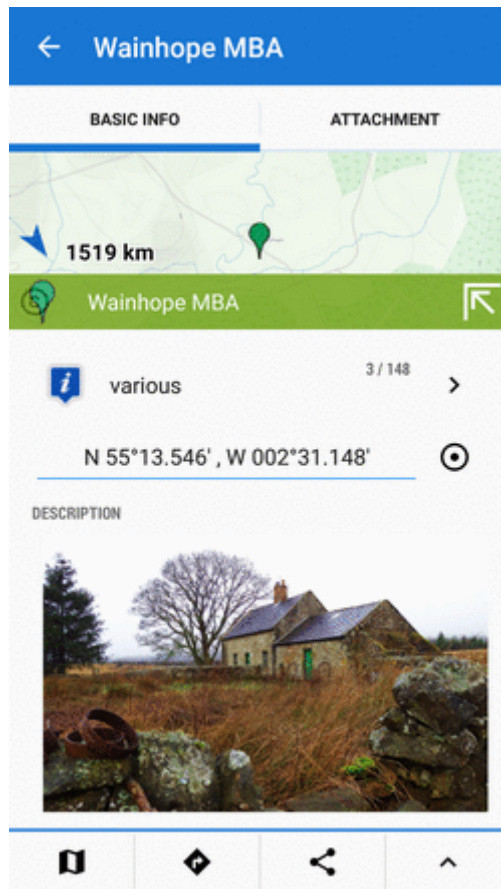 Wainhope MBA
BASIC INFO
ATTACHMENT
1519 km
Wainhope MBA
various
3 / 148
N 55°13.546' , W 002°31.148'
DESCRIPTION